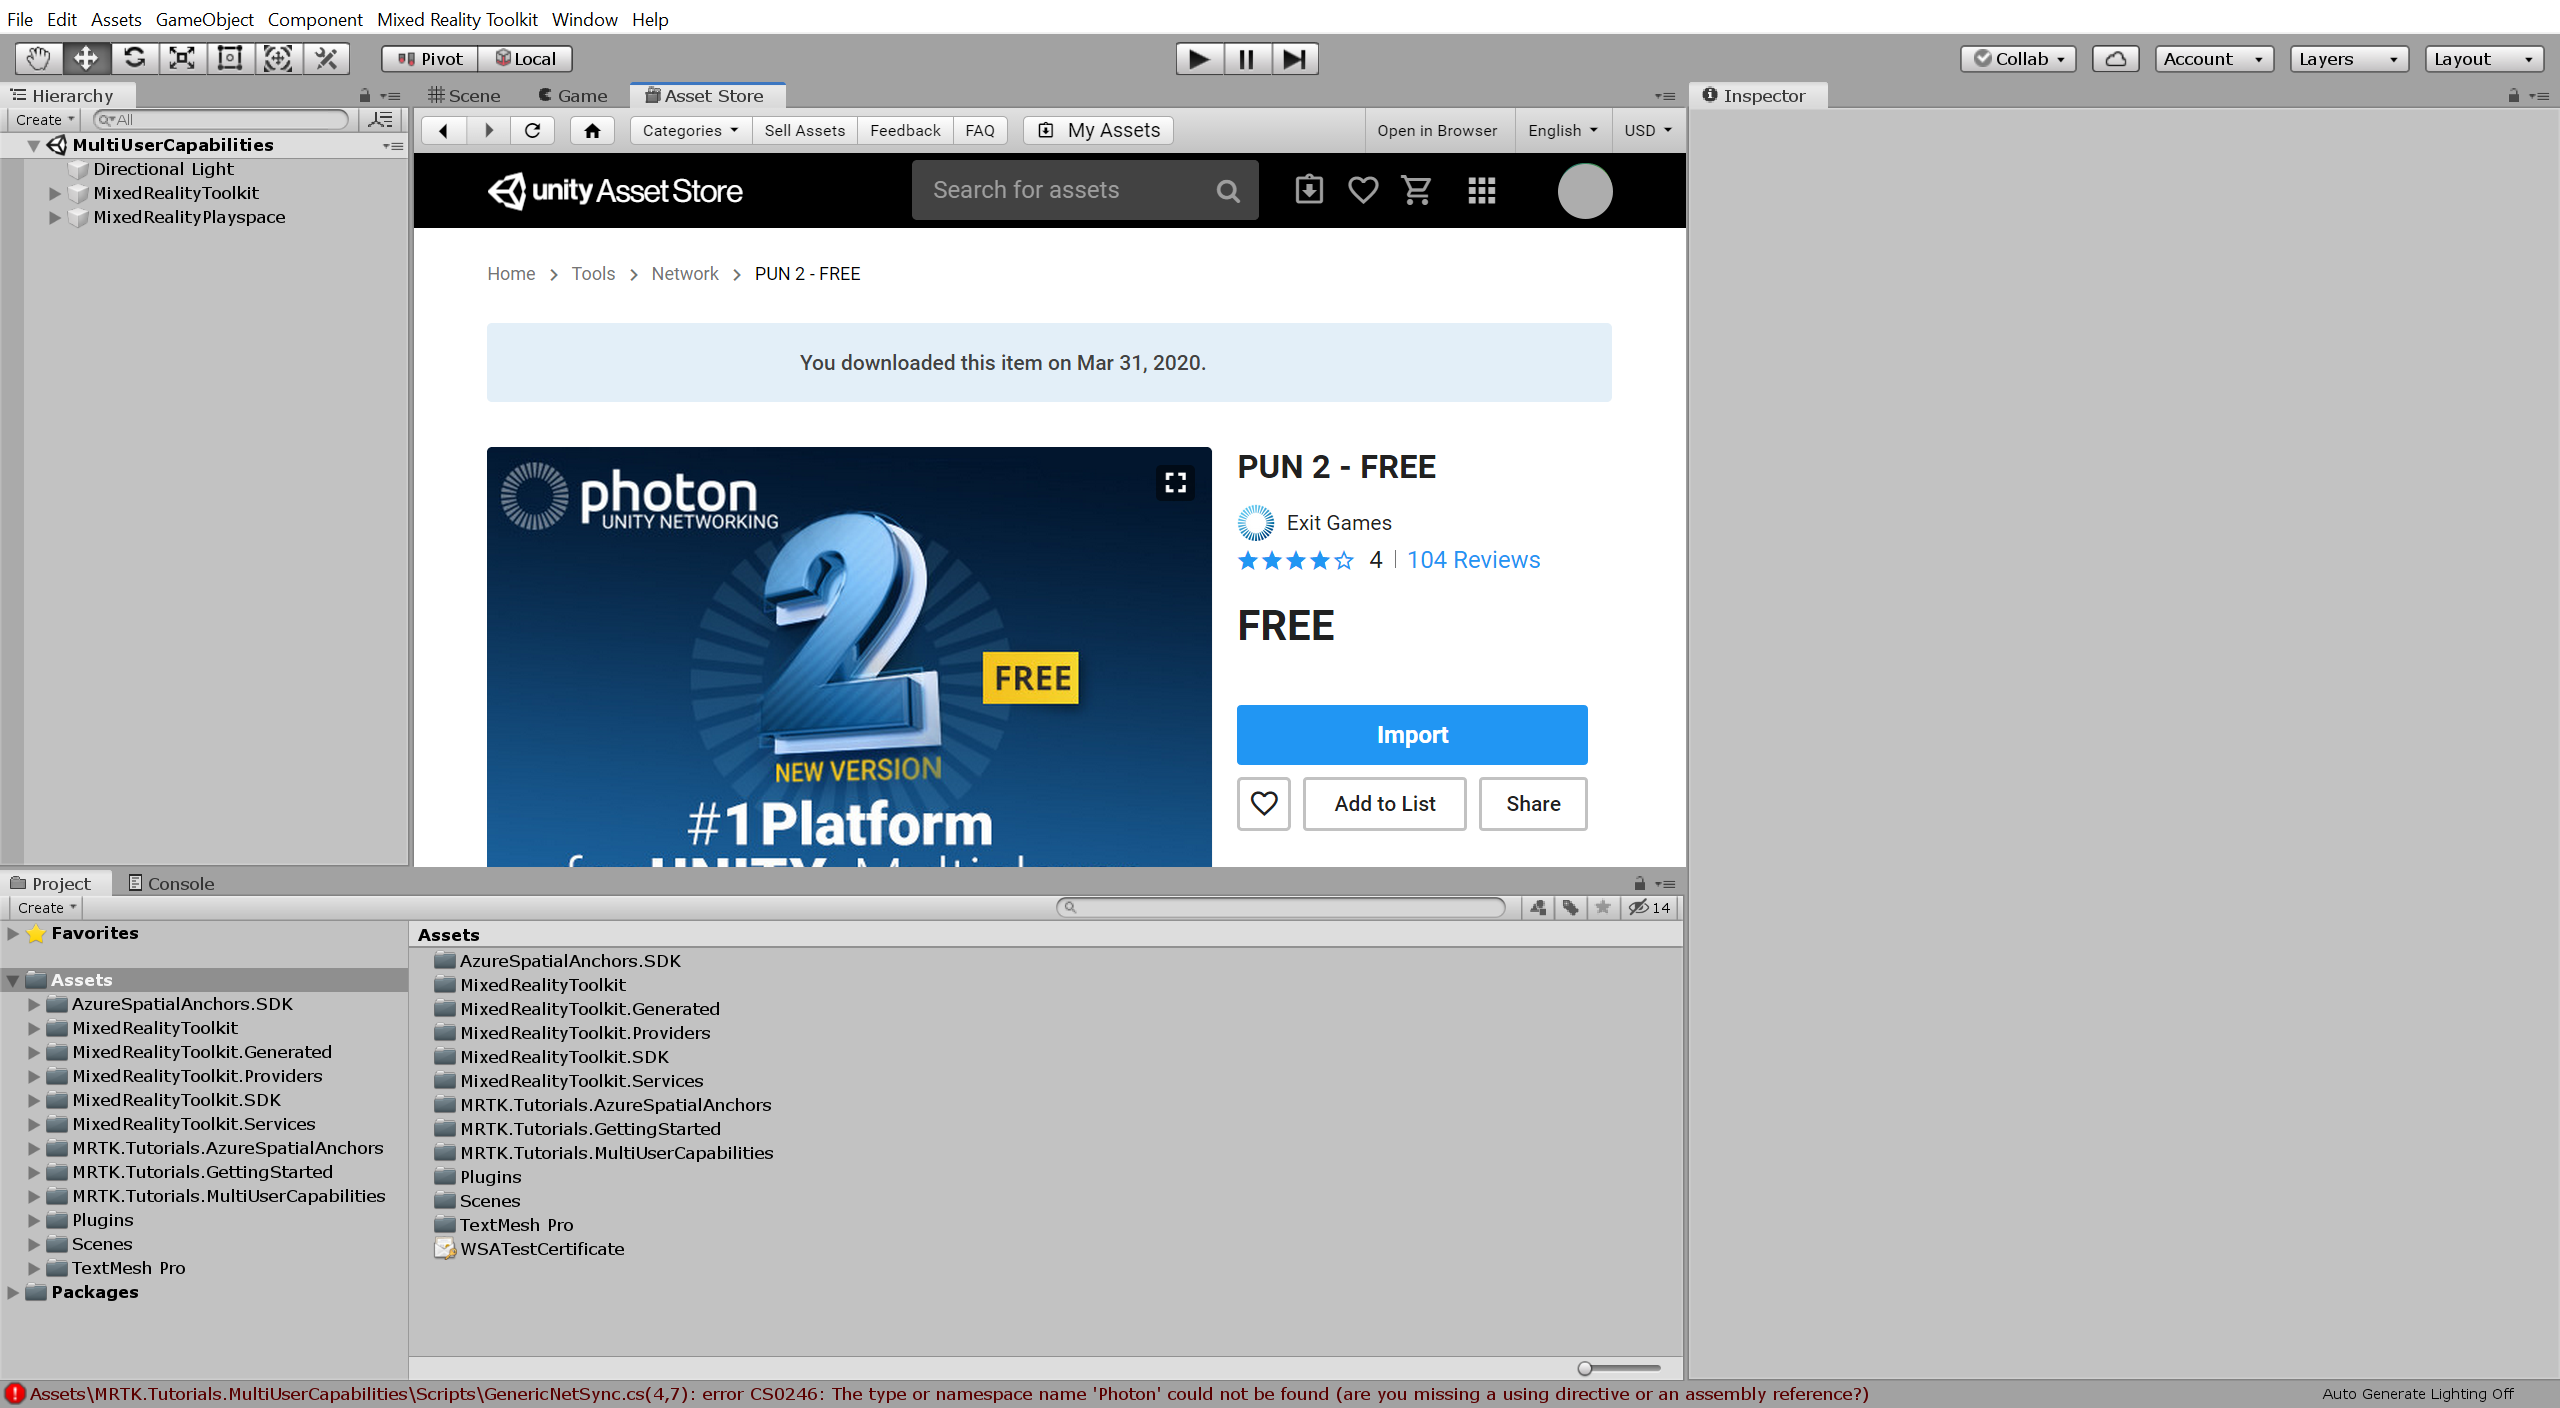 File Edit Assets GameObject Component Mixed Reality Toolkit Window Help
Pivot Local Collab Account Layers Layout
Hierarchy
Create All
MultiUserCapabilities
Directional Light
MixedRealityToolkit
MixedRealityPlayspace
Scene Game Asset Store
Categories Sell Assets Feedback FAQ My Assets Open in Browser English USD
unity Asset Store Search for assets
Home > Tools > Network > PUN 2 - FREE
You downloaded this item on Mar 31, 2020.
photon
UNITY NETWORKING
2
FREE
NEW VERSION
#1 Platform
PUN 2 - FREE
Exit Games
4 | 104 Reviews
FREE
Import
Add to List Share
Inspector
Project Console
Create 14
Favorites
Assets
AzureSpatialAnchors.SDK
MixedRealityToolkit
MixedRealityToolkit.Generated
MixedRealityToolkit.Providers
MixedRealityToolkit.SDK
MixedRealityToolkit.Services
MRTK.Tutorials.AzureSpatialAnchors
MRTK.Tutorials.GettingStarted
MRTK.Tutorials.MultiUserCapabilities
Plugins
Scenes
TextMesh Pro
Packages
Assets
AzureSpatialAnchors.SDK
MixedRealityToolkit
MixedRealityToolkit.Generated
MixedRealityToolkit.Providers
MixedRealityToolkit.SDK
MixedRealityToolkit.Services
MRTK.Tutorials.AzureSpatialAnchors
MRTK.Tutorials.GettingStarted
MRTK.Tutorials.MultiUserCapabilities
Plugins
Scenes
TextMesh Pro
WSATestCertificate
Assets\MRTK.Tutorials.MultiUserCapabilities\Scripts\GenericNetSync.cs(4,7): error CS0246: The type or namespace name 'Photon' could not be found (are you missing a using directive or an assembly reference?)
Auto Generate Lighting Off